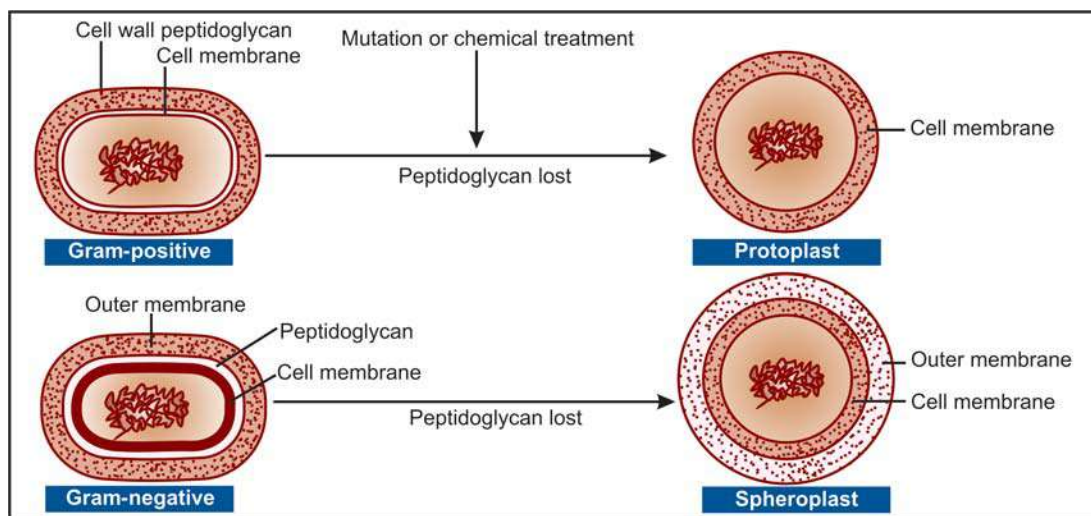 Cell wall peptidoglycan
Cell membrane
Mutation or chemical treatment
Cell membrane
Peptidoglycan lost
Gram-positive
Protoplast
Outer membrane
Peptidoglycan
Cell membrane
Outer membrane
Cell membrane
Peptidoglycan lost
Gram-negative
Spheroplast